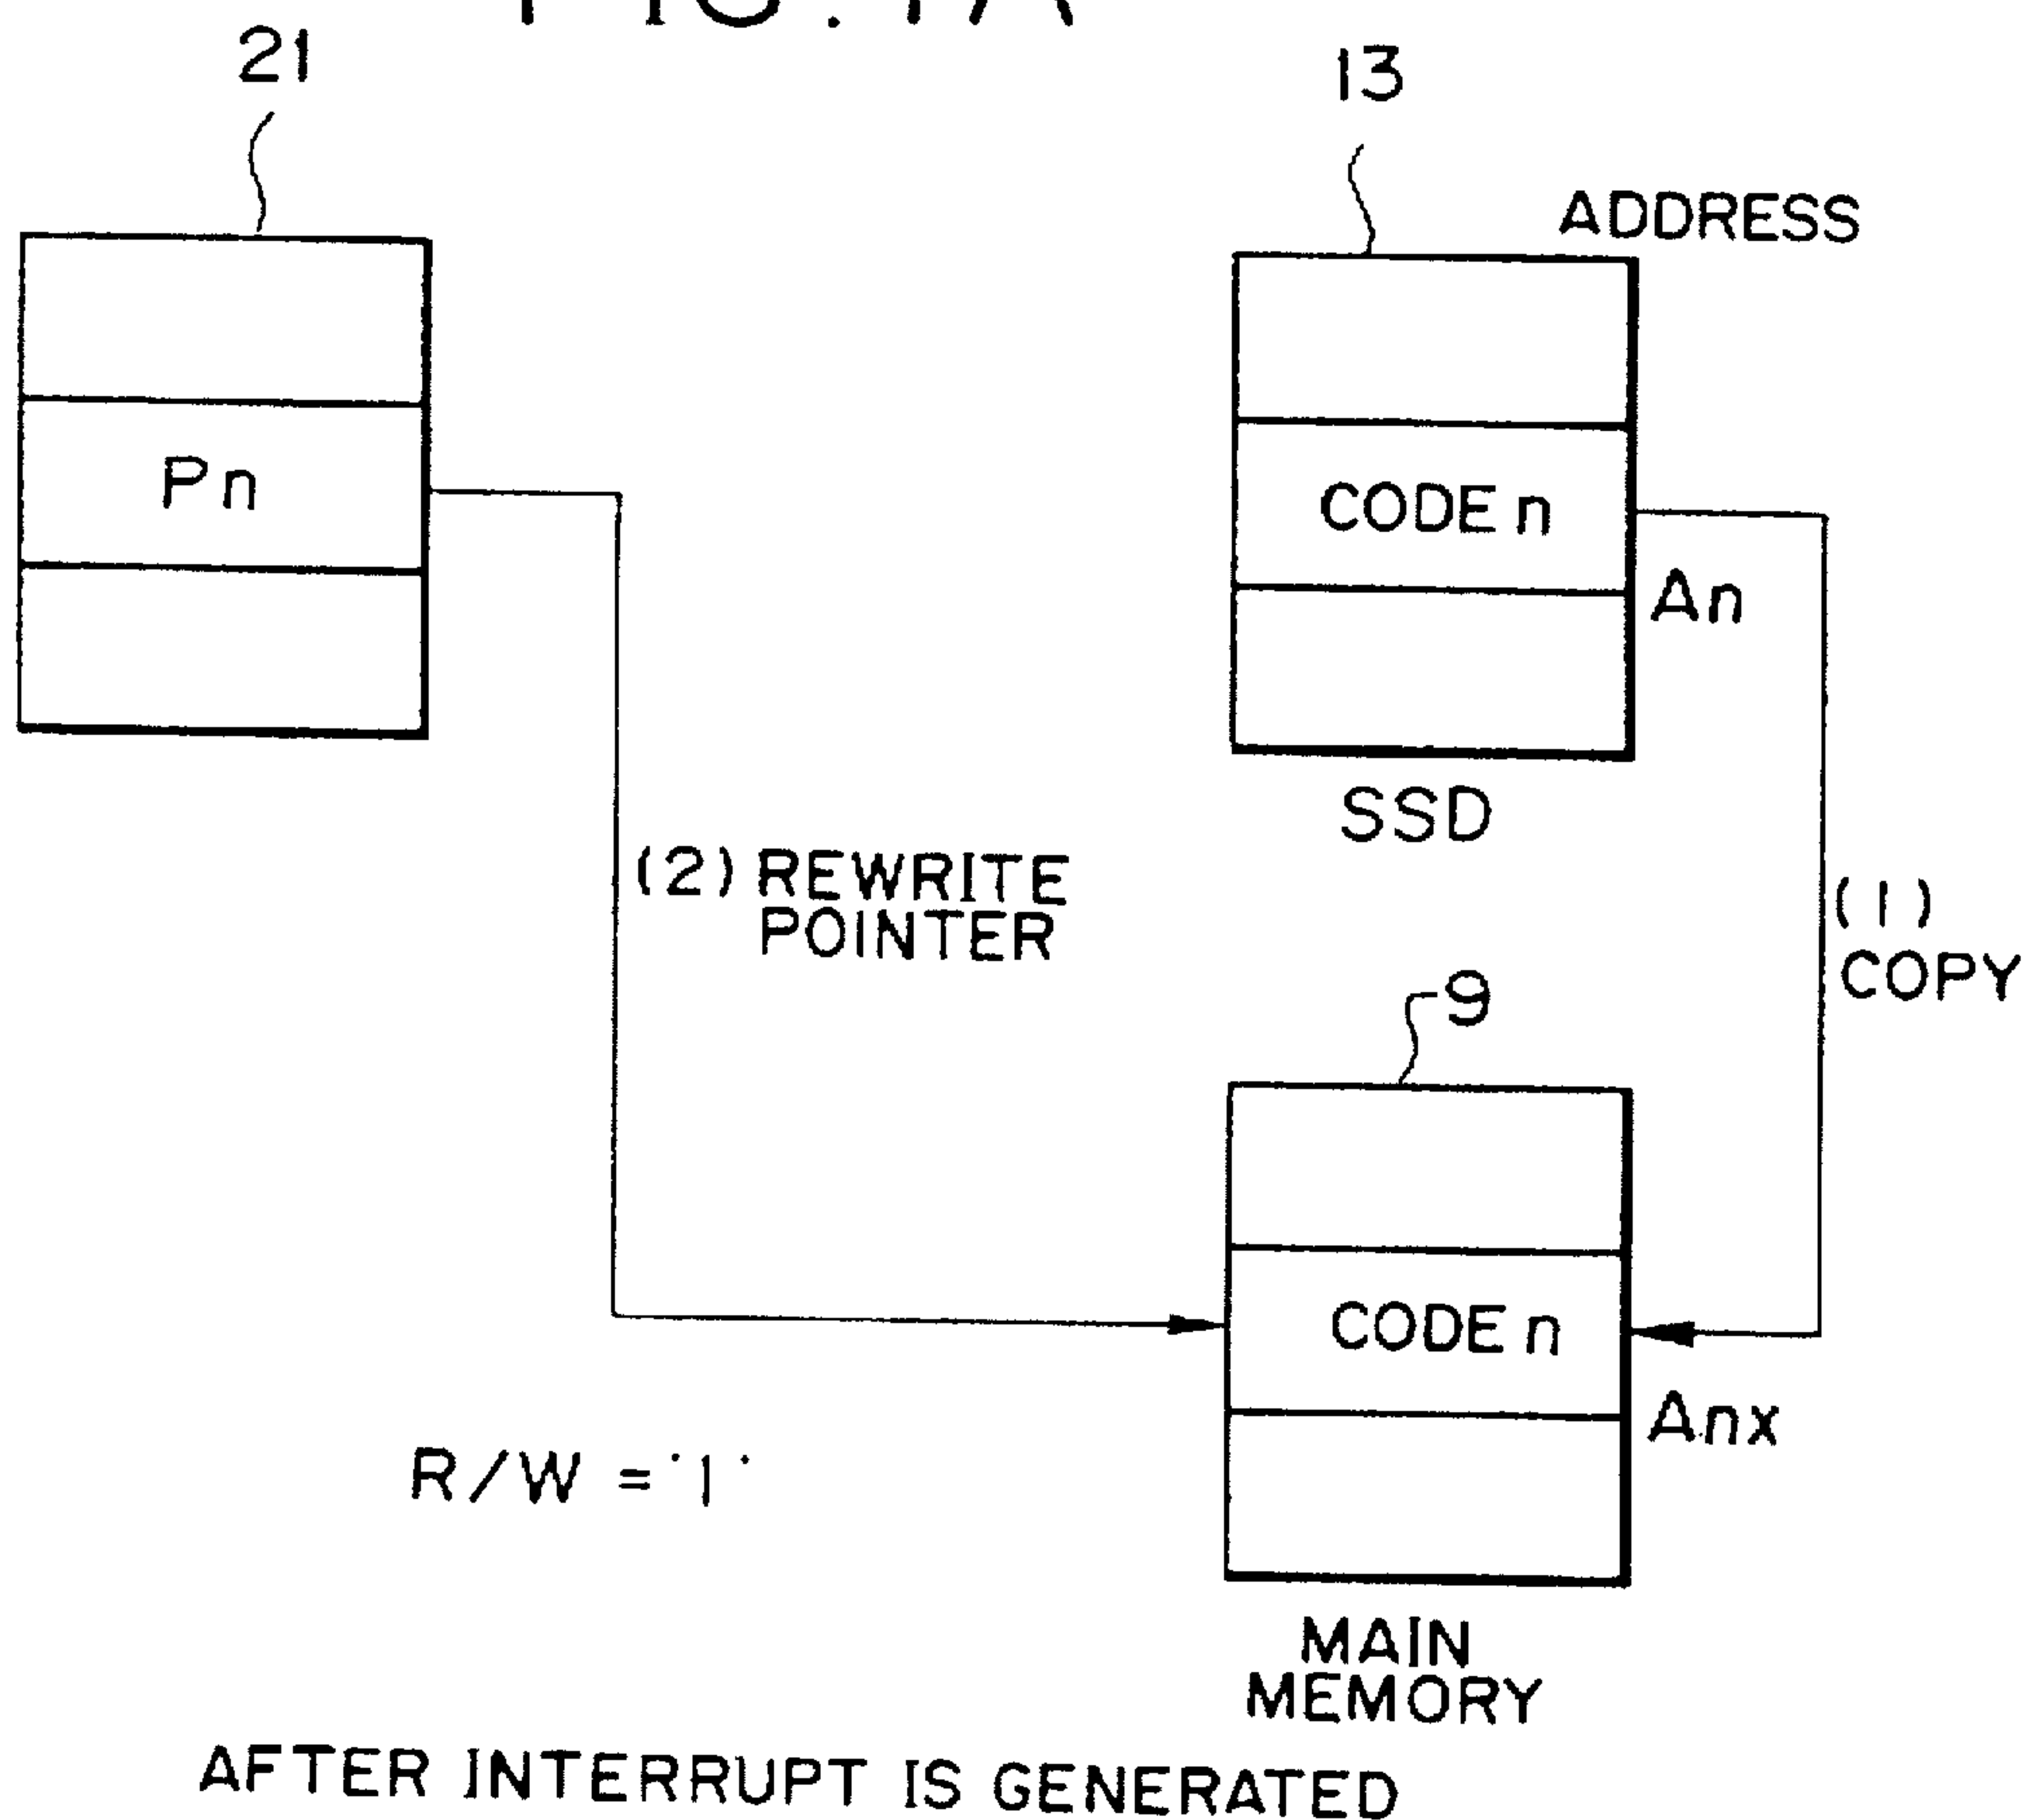 21
13
ADDRESS
Pn
CODE n
An
SSD
(2) REWRITE
POINTER
(1)
COPY
9
CODE n
Anx
R/W = '1'
MAIN
MEMORY
AFTER INTERRUPT IS GENERATED